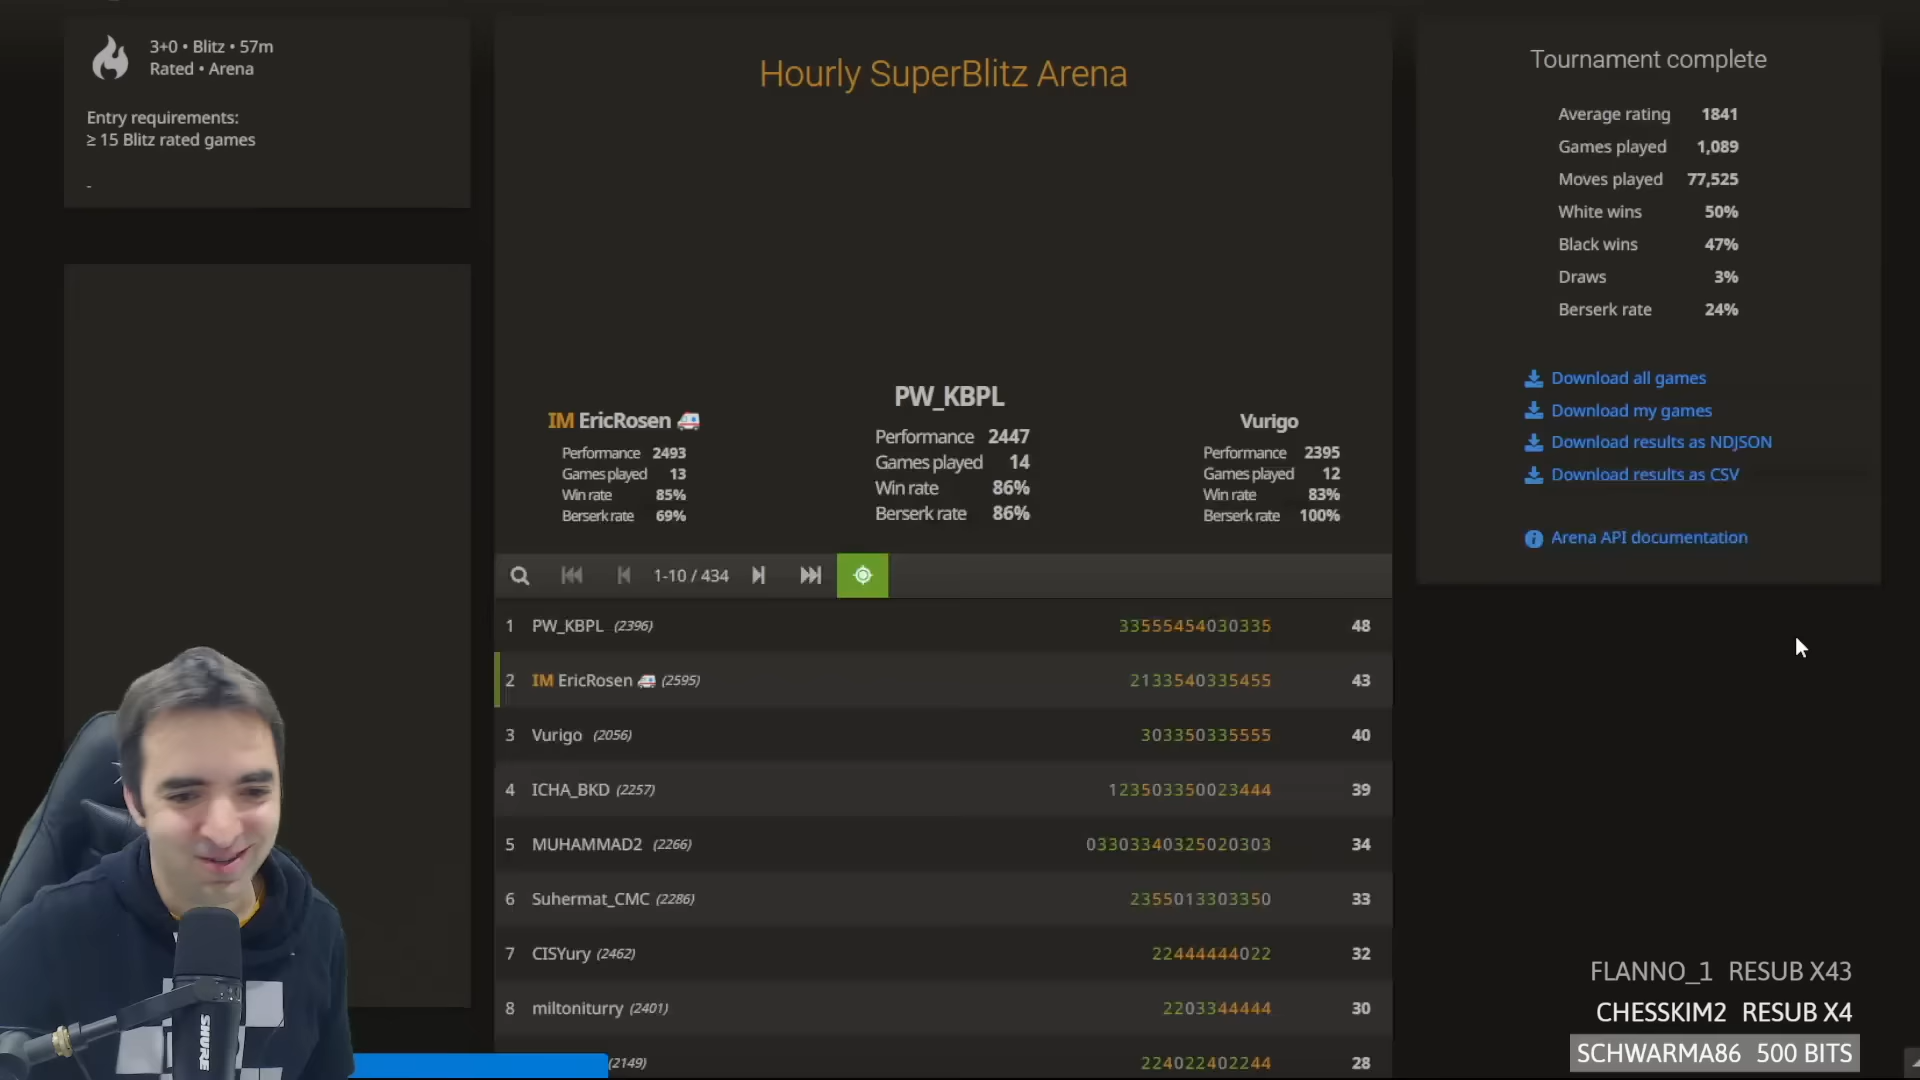 3+0 • Blitz • 57m
Rated • Arena
Entry requirements:
≥ 15 Blitz rated games
-
Hourly SuperBlitz Arena
IM EricRosen
Performance 2493
Games played 13
Win rate 85%
Berserk rate 69%
PW_KBPL
Performance 2447
Games played 14
Win rate 86%
Berserk rate 86%
Vurigo
Performance 2395
Games played 12
Win rate 83%
Berserk rate 100%
1-10 / 434
1 PW_KBPL (2396) 33555454030335 48
2 IM EricRosen (2595) 2133540335455 43
3 Vurigo (2056) 303350335555 40
4 ICHA_BKD (2257) 123503350023444 39
5 MUHAMMAD2 (2266) 03303340325020303 34
6 Suhermat_CMC (2286) 2355013303350 33
7 CISYury (2462) 22444444022 32
8 miltoniturry (2401) 2203344444 30
(2149) 224022402244 28
Tournament complete
Average rating 1841
Games played 1,089
Moves played 77,525
White wins 50%
Black wins 47%
Draws 3%
Berserk rate 24%
Download all games
Download my games
Download results as NDJSON
Download results as CSV
Arena API documentation
FLANNO_1 RESUB X43
CHESSKIM2 RESUB X4
SCHWARMA86 500 BITS
SHURE